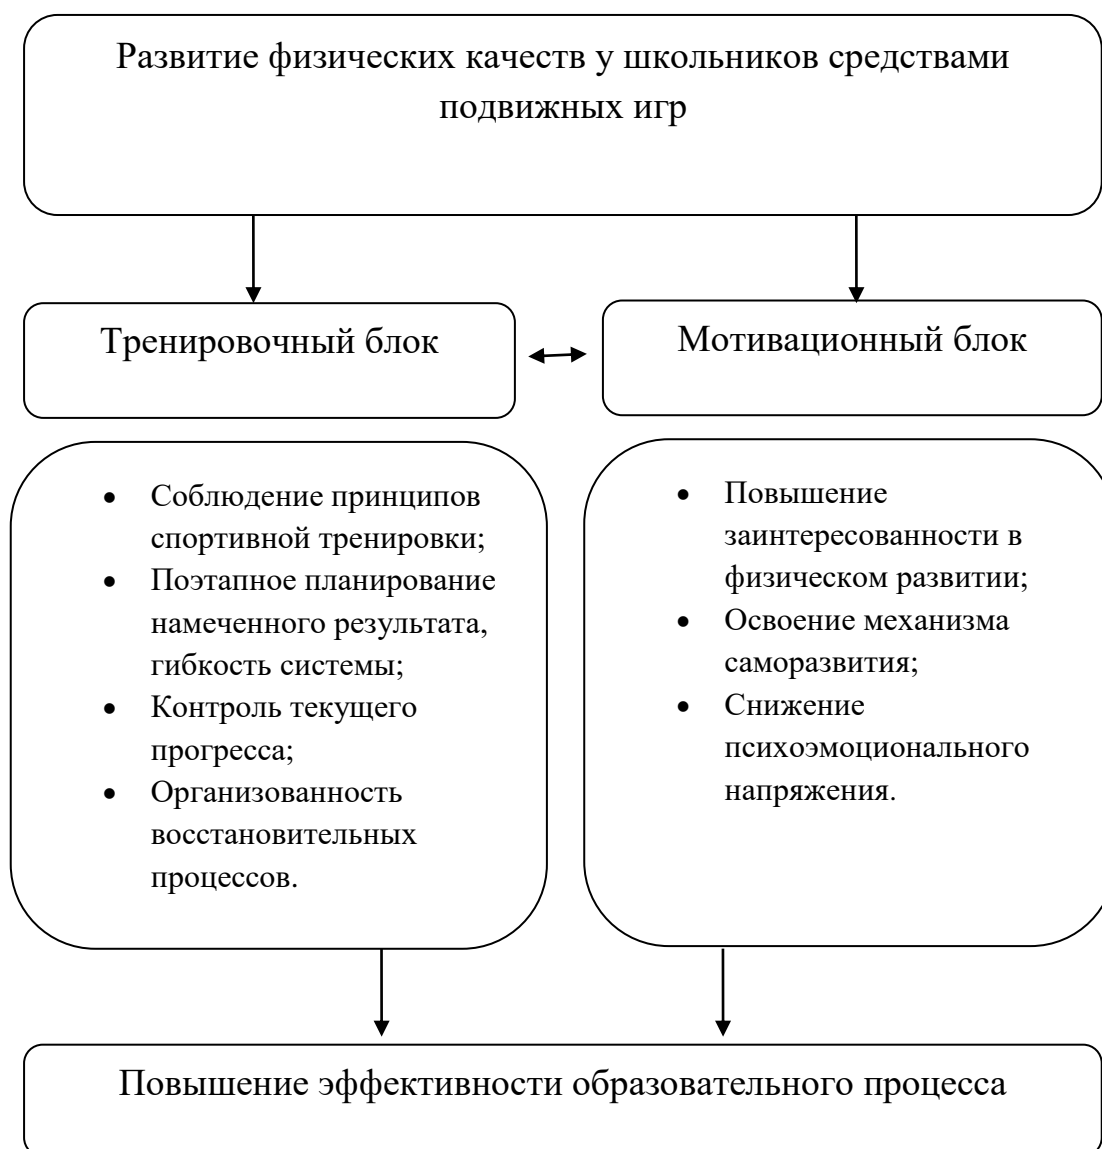 Развитие физических качеств у школьников средствами
подвижных игр
Тренировочный блок
Мотивационный блок
• Соблюдение принципов
спортивной тренировки;
• Поэтапное планирование
намеченного результата,
гибкость системы;
• Контроль текущего
прогресса;
• Организованность
восстановительных
процессов.
• Повышение
заинтересованности в
физическом развитии;
• Освоение механизма
саморазвития;
• Снижение
психоэмоционального
напряжения.
Повышение эффективности образовательного процесса